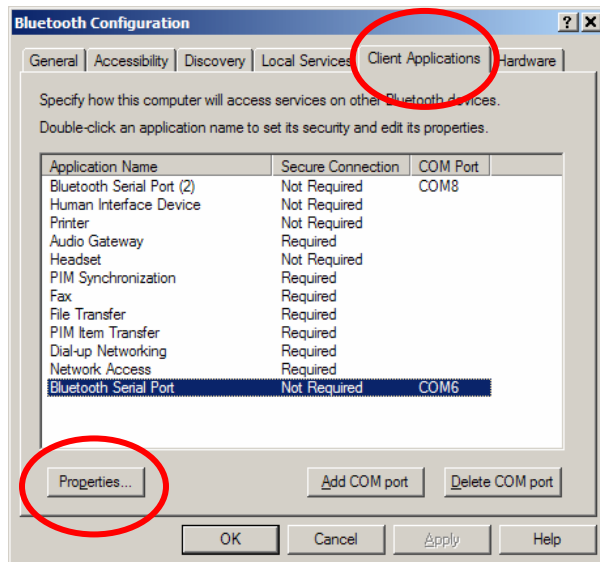 Bluetooth Configuration
General Accessibility Discovery Local Services Client Applications Hardware
Specify how this computer will access services on other Bluetooth devices.
Double-click an application name to set its security and edit its properties.
Application Name Secure Connection COM Port
Bluetooth Serial Port (2) Not Required COM8
Human Interface Device Not Required
Printer Not Required
Audio Gateway Required
Headset Not Required
PIM Synchronization Required
Fax Required
File Transfer Required
PIM Item Transfer Required
Dial-up Networking Required
Network Access Required
Bluetooth Serial Port Not Required COM6
Properties... Add COM port Delete COM port
OK Cancel Apply Help